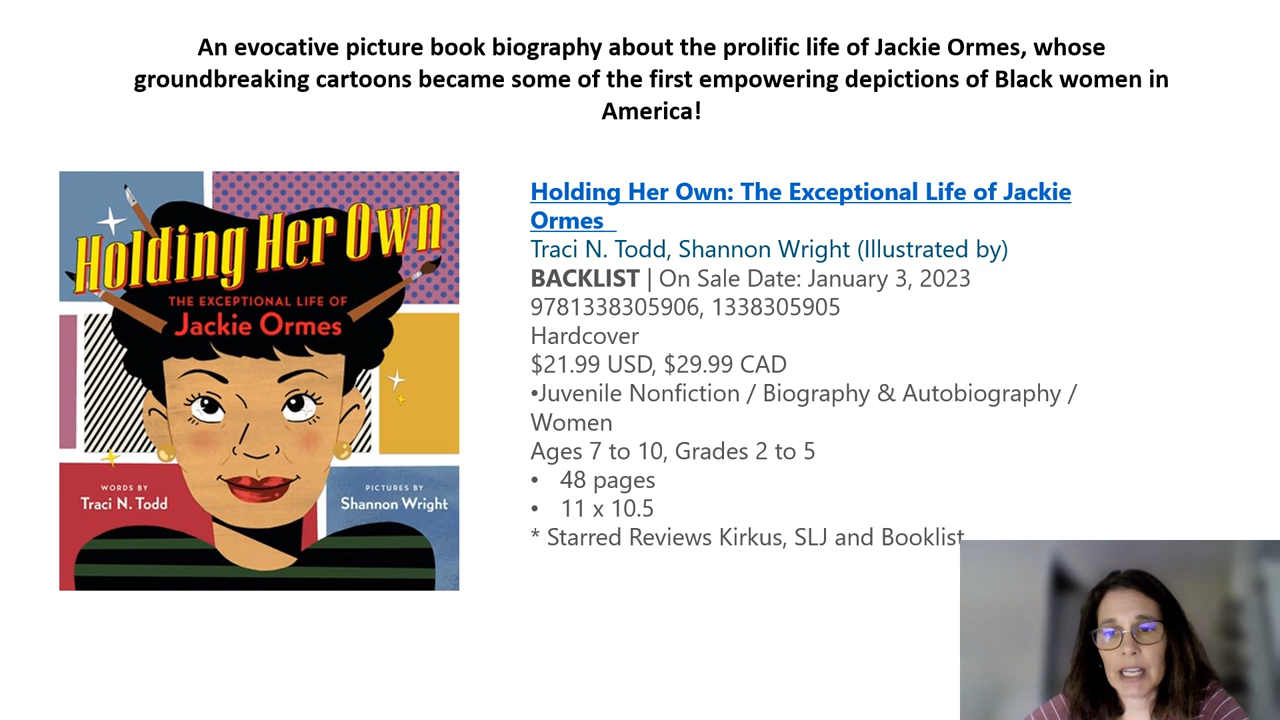 An evocative picture book biography about the prolific life of Jackie Ormes, whose
groundbreaking cartoons became some of the first empowering depictions of Black women in
America!
Holding Her Own
THE EXCEPTIONAL LIFE OF
Jackie Ormes
WORDS BY
Traci N. Todd
PICTURES BY
Shannon Wright
Holding Her Own: The Exceptional Life of Jackie
Ormes
Traci N. Todd, Shannon Wright (Illustrated by)
BACKLIST | On Sale Date: January 3, 2023
9781338305906, 1338305905
Hardcover
$21.99 USD, $29.99 CAD
•Juvenile Nonfiction / Biography & Autobiography /
Women
Ages 7 to 10, Grades 2 to 5
• 48 pages
• 11 x 10.5
* Starred Reviews Kirkus, SLJ and Booklist